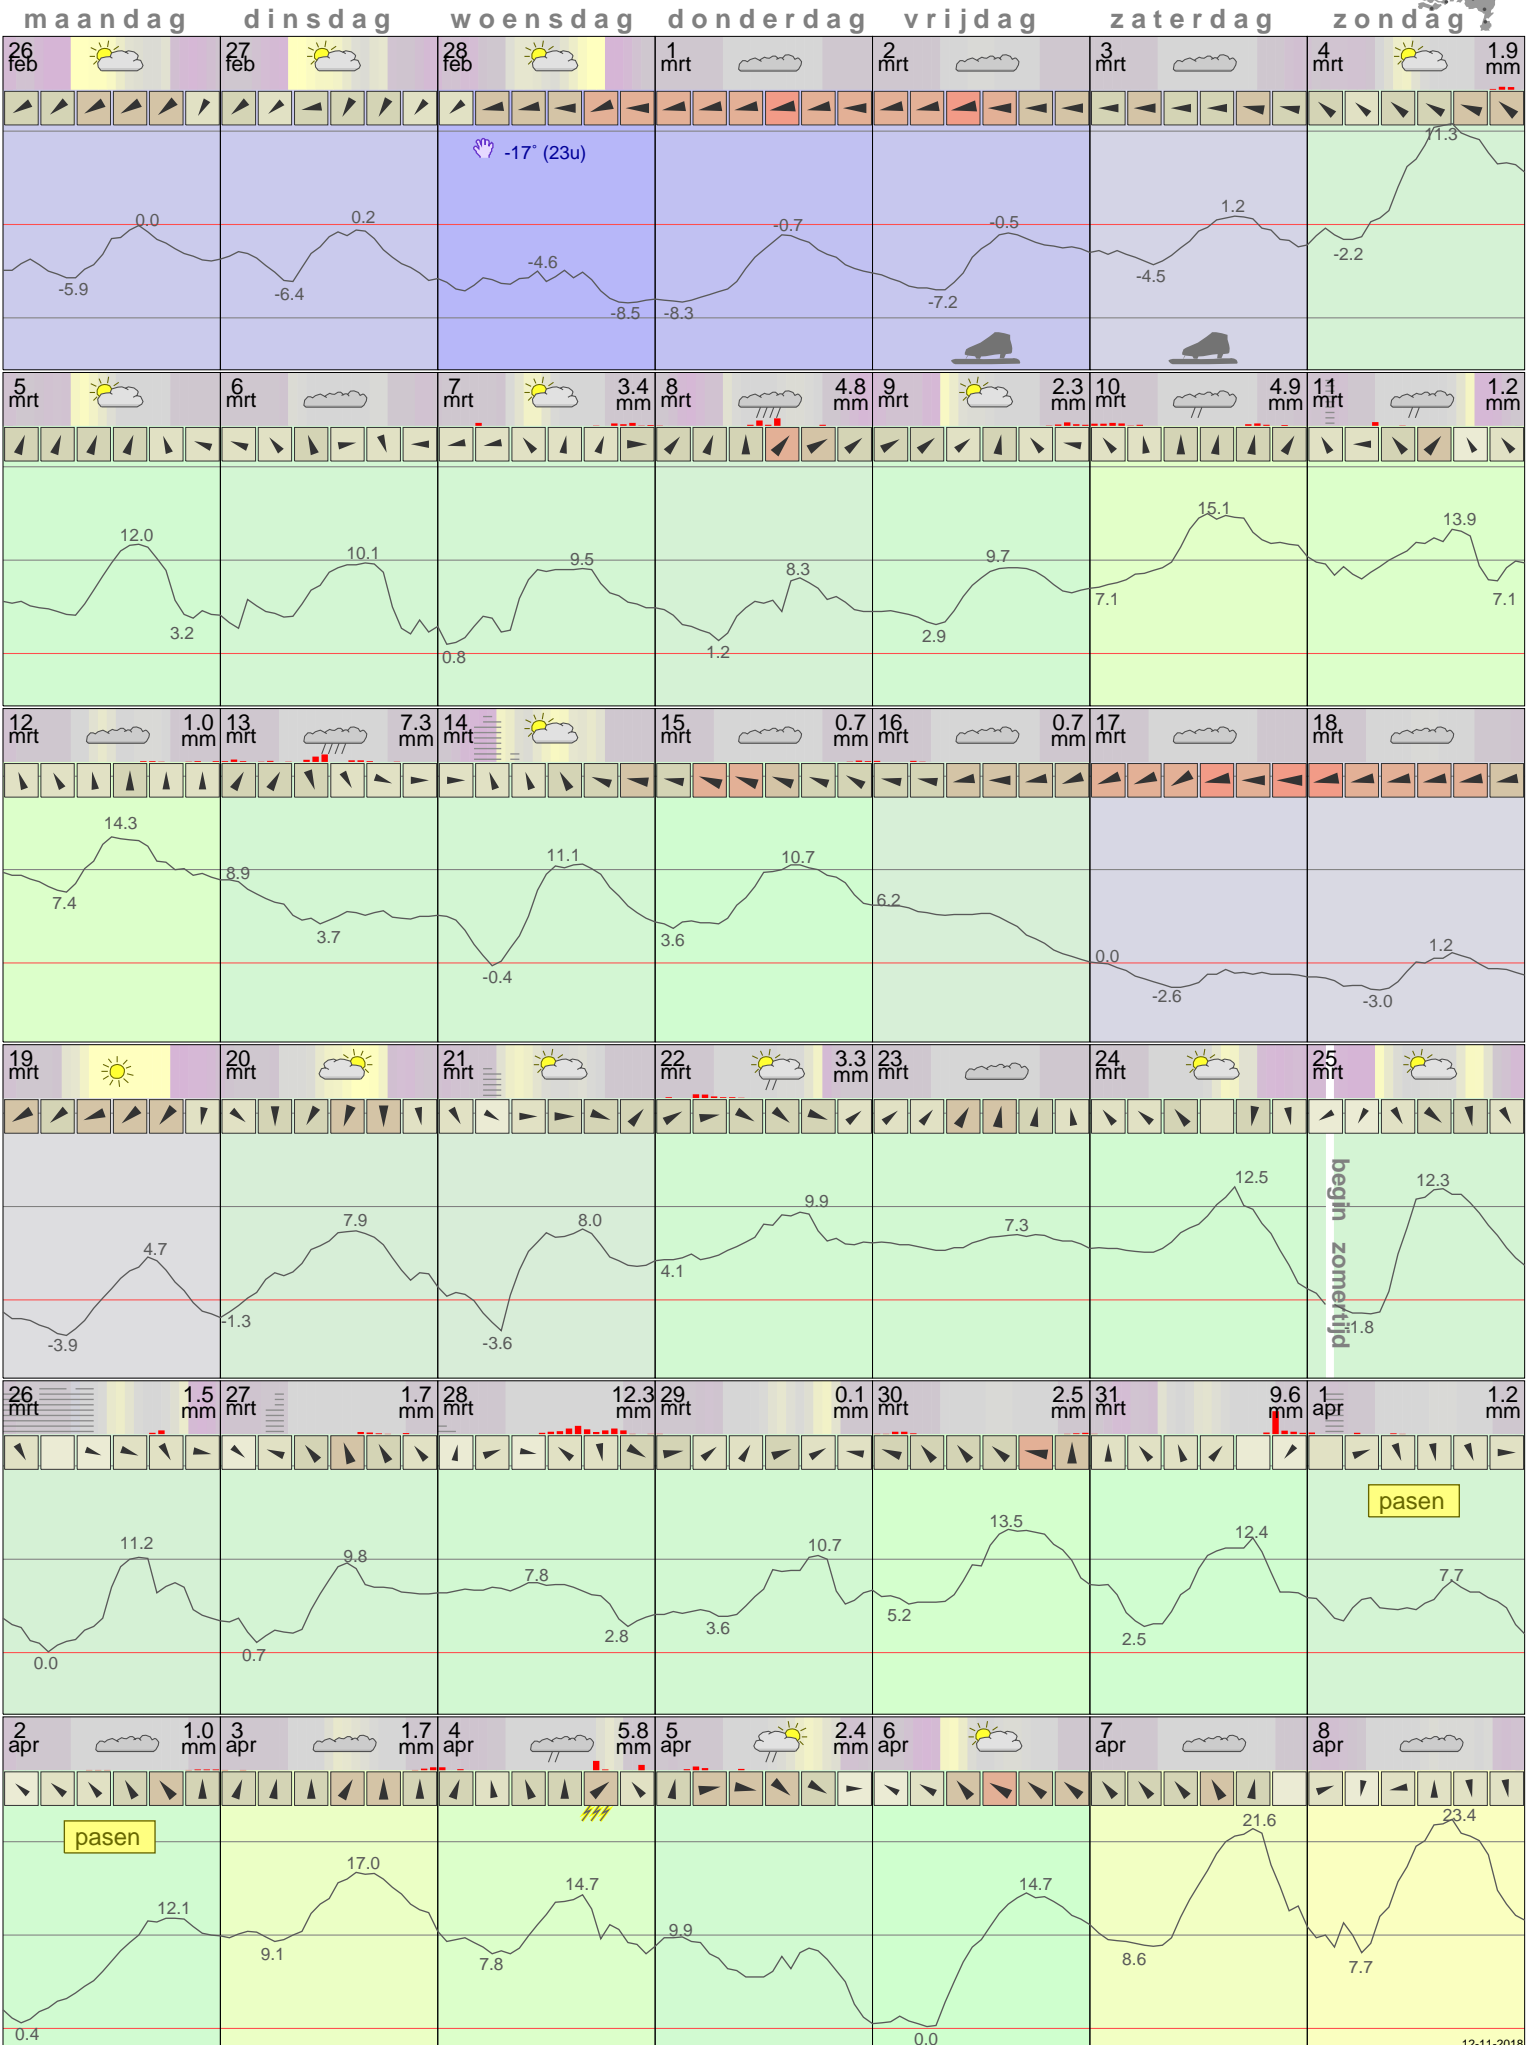 maandag dinsdag woensdag donderdag vrijdag zaterdag zondag
26 feb
27 feb
28 feb
1 mrt
2 mrt
3 mrt
4 mrt 1.9 mm
-17° (23u)
0.0
-5.9
0.2
-6.4
-4.6
-8.5
-8.3
-0.7
-7.2
-0.5
-4.5
1.2
-2.2
11.3
5 mrt
6 mrt
7 mrt 3.4 mm
8 mrt 4.8 mm
9 mrt 2.3 mm
10 mrt 4.9 mm
11 mrt 1.2 mm
12.0
3.2
10.1
0.8
9.5
1.2
8.3
2.9
9.7
7.1
15.1
13.9
7.1
12 mrt 1.0 mm
13 mrt 7.3 mm
14 mrt
15 mrt 0.7 mm
16 mrt 0.7 mm
17 mrt
18 mrt
7.4
14.3
8.9
3.7
-0.4
11.1
3.6
10.7
6.2
0.0
-2.6
-3.0
1.2
19 mrt
20 mrt
21 mrt
22 mrt 3.3 mm
23 mrt
24 mrt
25 mrt
-3.9
4.7
-1.3
7.9
-3.6
8.0
4.1
9.9
7.3
12.5
begin zomertijd
-1.8
12.3
26 mrt 1.5 mm
27 mrt 1.7 mm
28 mrt 12.3 mm
29 mrt 0.1 mm
30 mrt 2.5 mm
31 mrt 9.6 mm
1 apr 1.2 mm
pasen
0.0
11.2
0.7
9.8
7.8
2.8
3.6
10.7
5.2
13.5
2.5
12.4
7.7
2 apr 1.0 mm
3 apr 1.7 mm
4 apr 5.8 mm
5 apr 2.4 mm
6 apr
7 apr
8 apr
pasen
0.4
12.1
9.1
17.0
7.8
14.7
9.9
0.0
14.7
8.6
21.6
7.7
23.4
12-11-2018